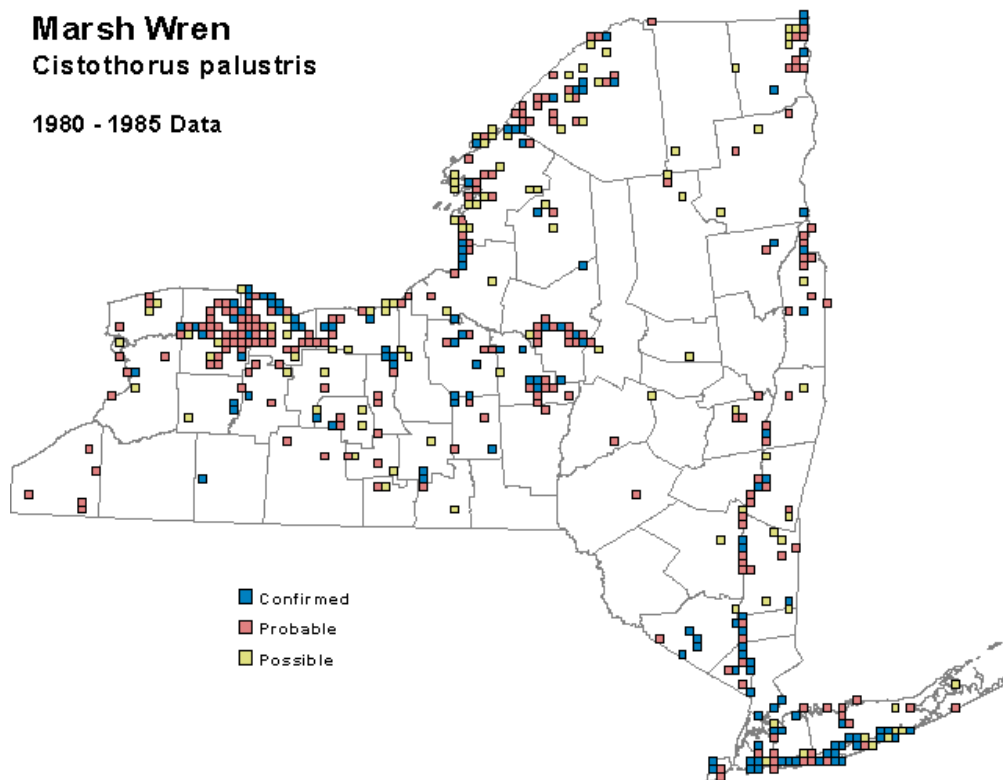 Marsh Wren
Cistothorus palustris
1980 - 1985 Data
Confirmed
Probable
Possible